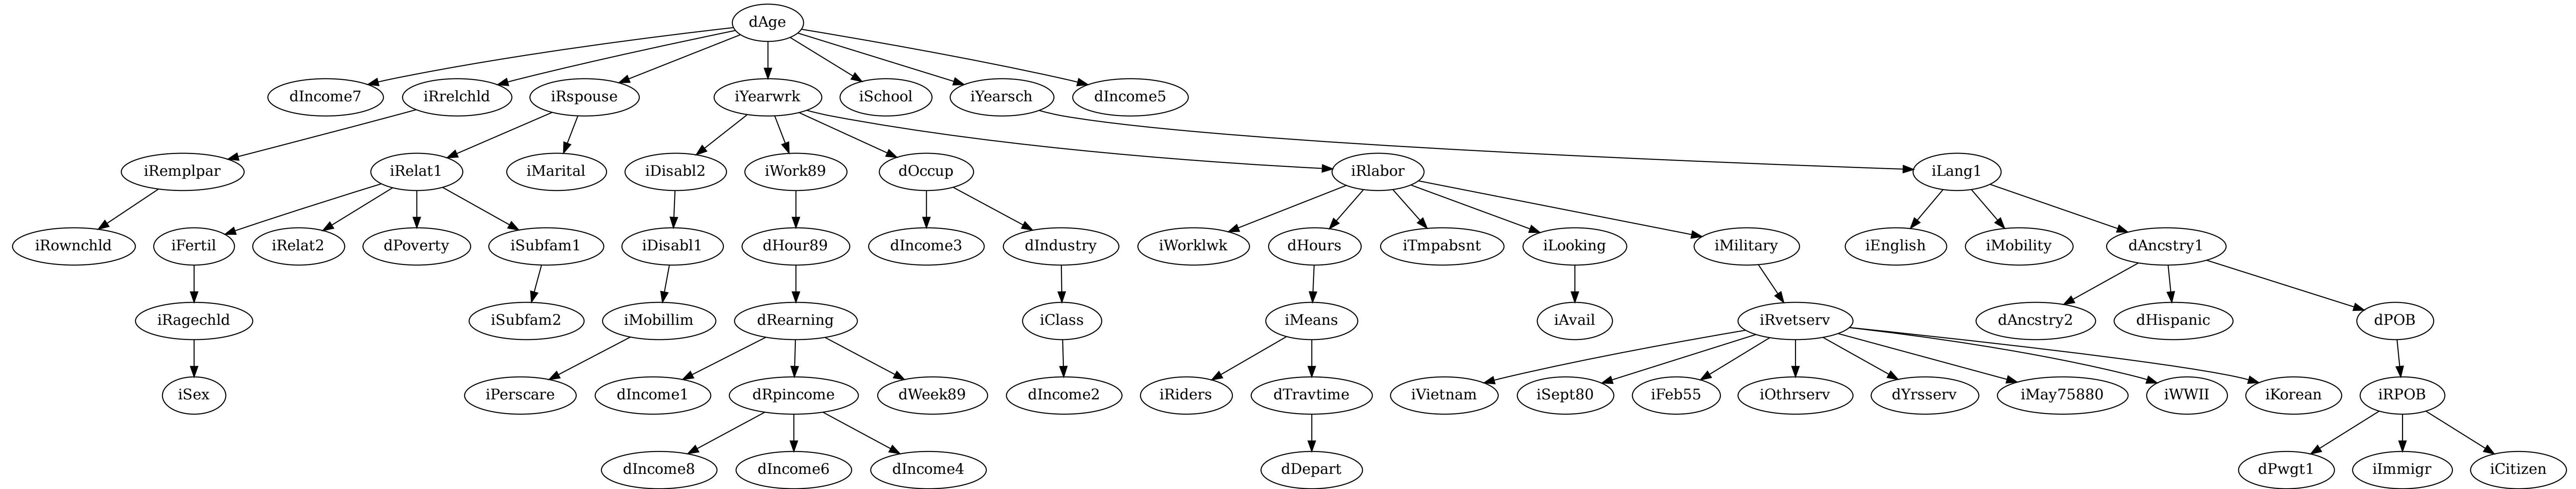 dAge
dIncome7 iRrelchld iRspouse iYearwrk iSchool iYearsch dIncome5
iRemplpar iRelat1 iMarital iDisabl2 iWork89 dOccup iRlabor iLang1
iRownchld iFertil iRelat2 dPoverty iSubfam1 iDisabl1 dHour89 dIncome3 dIndustry iWorklwk dHours iTmpabsnt iLooking iMilitary iEnglish iMobility dAncstry1
iRagechld iSubfam2 iMobillim dRearning iClass iMeans iAvail iRvetserv dAncstry2 dHispanic dPOB
iSex iPerscare dIncome1 dRpincome dWeek89 dIncome2 iRiders dTravtime iVietnam iSept80 iFeb55 iOthrserv dYrsserv iMay75880 iWWII iKorean iRPOB
dIncome8 dIncome6 dIncome4 dDepart dPwgt1 iImmigr iCitizen